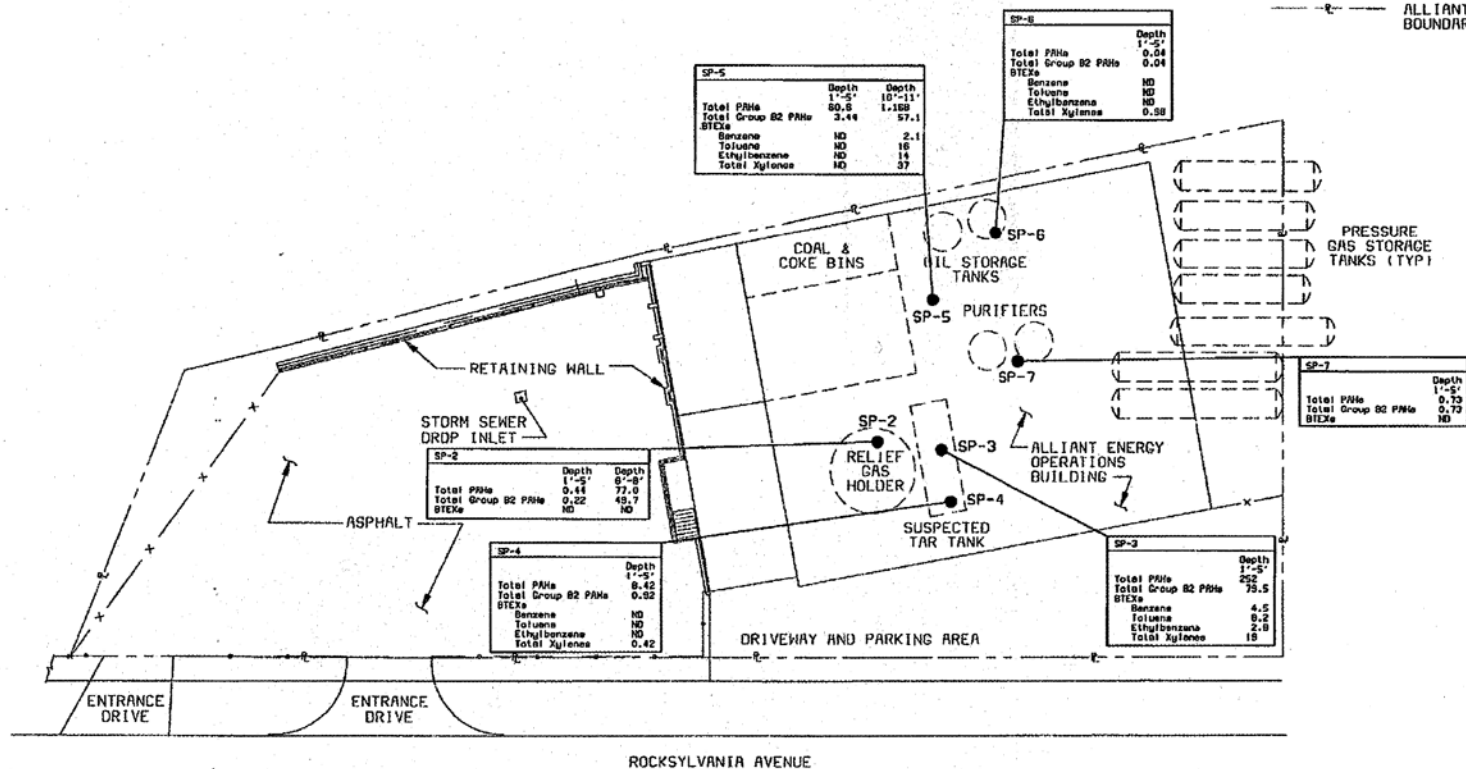 ALLIANT
BOUNDAR
SP-6
Depth
1'-5'
Total PAHs 0.04
Total Group B2 PAHs 0.04
BTEXs
Benzene ND
Toluene ND
Ethylbenzene ND
Total Xylenes 0.98
SP-5
Depth Depth
1'-5' 10'-11'
Total PAHs 60.6 1,168
Total Group B2 PAHs 3.44 57.1
BTEXs
Benzene ND 2.1
Toluene ND 16
Ethylbenzene ND 14
Total Xylenes ND 37
COAL &
COKE BINS
SP-6
OIL STORAGE
TANKS
PRESSURE
GAS STORAGE
TANKS (TYP)
SP-5
PURIFIERS
SP-7
RETAINING WALL
SP-7
Depth
1'-5'
Total PAHs 0.73
Total Group B2 PAHs 0.73
BTEXs ND
STORM SEWER
DROP INLET
SP-2
RELIEF
GAS
HOLDER
SP-3
SP-4
SUSPECTED
TAR TANK
ALLIANT ENERGY
OPERATIONS
BUILDING
SP-2
Depth Depth
1'-5'
Total PAHs 0.44 77.0
Total Group B2 PAHs 0.22 49.7
BTEXs ND ND
ASPHALT
SP-4
Depth
1'-5'
Total PAHs 8.42
Total Group B2 PAHs 0.92
BTEXs
Benzene ND
Toluene ND
Ethylbenzene ND
Total Xylenes 0.42
SP-3
Depth
1'-5'
Total PAHs 252
Total Group B2 PAHs 79.5
BTEXs
Benzene 4.5
Toluene
Ethylbenzene
Total Xylenes
DRIVEWAY AND PARKING AREA
ENTRANCE
DRIVE
ENTRANCE
DRIVE
ROCKSYLVANIA AVENUE